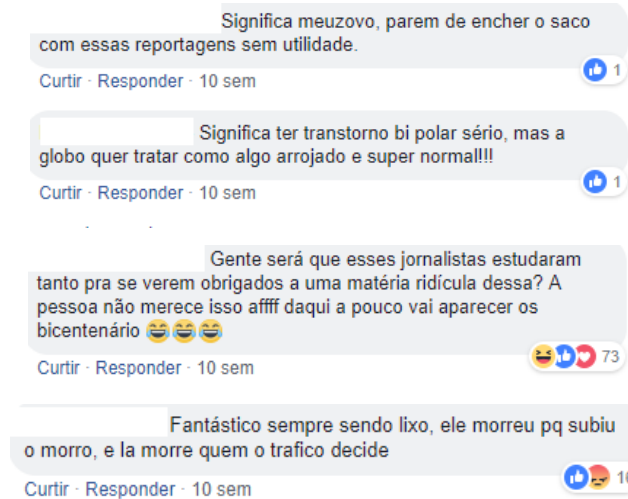 Significa meuzovo, parem de encher o saco
com essas reportagens sem utilidade.
Curtir · Responder · 10 sem
1
Significa ter transtorno bi polar sério, mas a
globo quer tratar como algo arrojado e super normal!!!
Curtir · Responder · 10 sem
1
Gente será que esses jornalistas estudaram
tanto pra se verem obrigados a uma matéria ridícula dessa? A
pessoa não merece isso affff daqui a pouco vai aparecer os
bicentenário 😂😂😂
Curtir · Responder · 10 sem
73
Fantástico sempre sendo lixo, ele morreu pq subiu
o morro, e la morre quem o trafico decide
Curtir · Responder · 10 sem